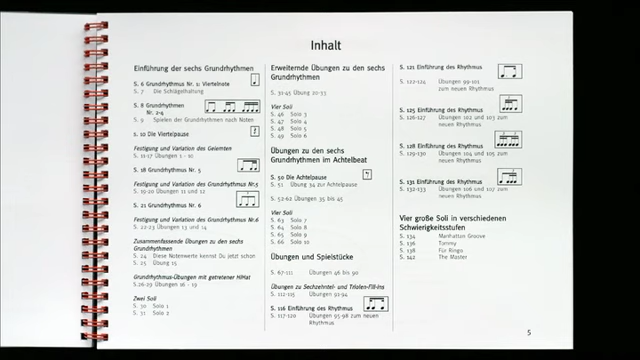 Inhalt
Einführung der sechs Grundrhythmen
S. 6 Grundrhythmus Nr. 1: Viertelnote
S. 7 Die Schlägelhaltung
S. 8 Grundrhythmen
Nr. 2-4
S. 9 Spielen der Grundrhythmen nach Noten
S. 10 Die Viertelpause
Festigung und Variation des Gelernten
S. 11-17 Übungen 1 - 10
S. 18 Grundrhythmus Nr. 5
Festigung und Variation Grundrhythmus Nr.5
S. 19-20 Übungen 11 und 12
S. 21 Grundrhythmus Nr. 6
Festigung und Variation des Grundrhythmus Nr.6
S. 22-23 Übungen 13 und 14
Zusammenfassende Übungen zu den sechs
Grundrhythmen
S. 24 Diese Notenwerte kennst Du jetzt schon
S. 25 Übung 15
Grundrhythmus-Übungen mit getretener HiHat
S.26-29 Übungen 16 - 19
Zwei Soli
S. 30 Solo 1
S. 31 Solo 2
Erweiternde Übungen zu den sechs
Grundrhythmen
S. 32-45 Übung 20-33
Vier Soli
S. 46 Solo 3
S. 47 Solo 4
S. 48 Solo 5
S. 49 Solo 6
Übungen zu den sechs
Grundrhythmen im Achtelbeat
S. 50 Die Achtelpause
S. 51 Übung 34 zur Achtelpause
S. 52-62 Übungen 35 bis 45
Vier Soli
S. 63 Solo 7
S. 64 Solo 8
S. 65 Solo 9
S. 66 Solo 10
Übungen und Spielstücke
S. 67-111 Übungen 46 bis 90
Übungen zu Sechzehntel- und Triolen-Fill-Ins
S. 112-115 Übungen 91-94
S. 116 Einführung des Rhythmus
S. 117-120 Übungen 95-98 zum neuen
Rhythmus
S. 121 Einführung des Rhythmus
S. 122-124 Übungen 99-101
zum neuen Rhythmus
S. 125 Einführung des Rhythmus
S. 126-127 Übungen 102 und 103 zum
neuen Rhythmus
S. 128 Einführung des Rhythmus
S. 129-130 Übungen 104 und 105 zum
neuen Rhythmus
S. 131 Einführung des Rhythmus
S. 132-133 Übungen 106 und 107 zum
neuen Rhythmus
Vier große Soli in verschiedenen
Schwierigkeitsstufen
S. 134 Manhattan Groove
S. 136 Tommy
S. 138 Für Ringo
S. 142 The Master
5